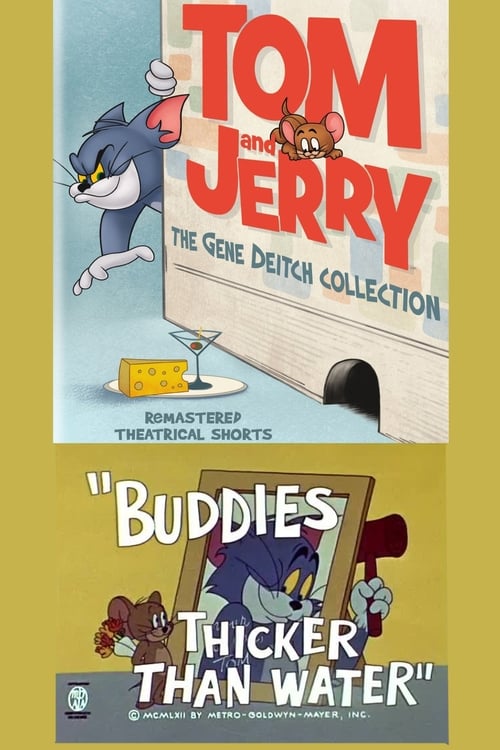 TOM
and
JERRY
THE GENE DEITCH COLLECTION
REMASTERED
THEATRICAL SHORTS
"BUDDIES
THICKER
THAN WATER"
Tom
© MCMLXII BY METRO-GOLDWYN-MAYER, INC.